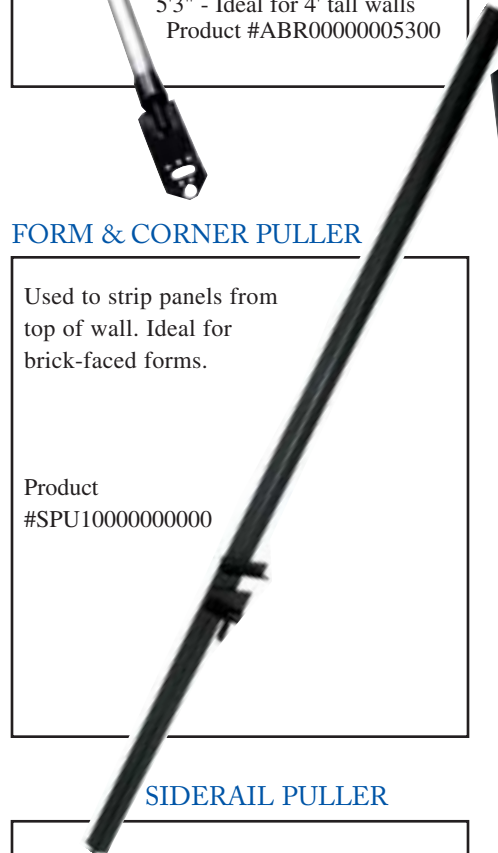 5'3" - Ideal for 4' tall walls
Product #ABR00000005300
FORM & CORNER PULLER
Used to strip panels from
top of wall. Ideal for
brick-faced forms.
Product
#SPU10000000000
SIDERAIL PULLER